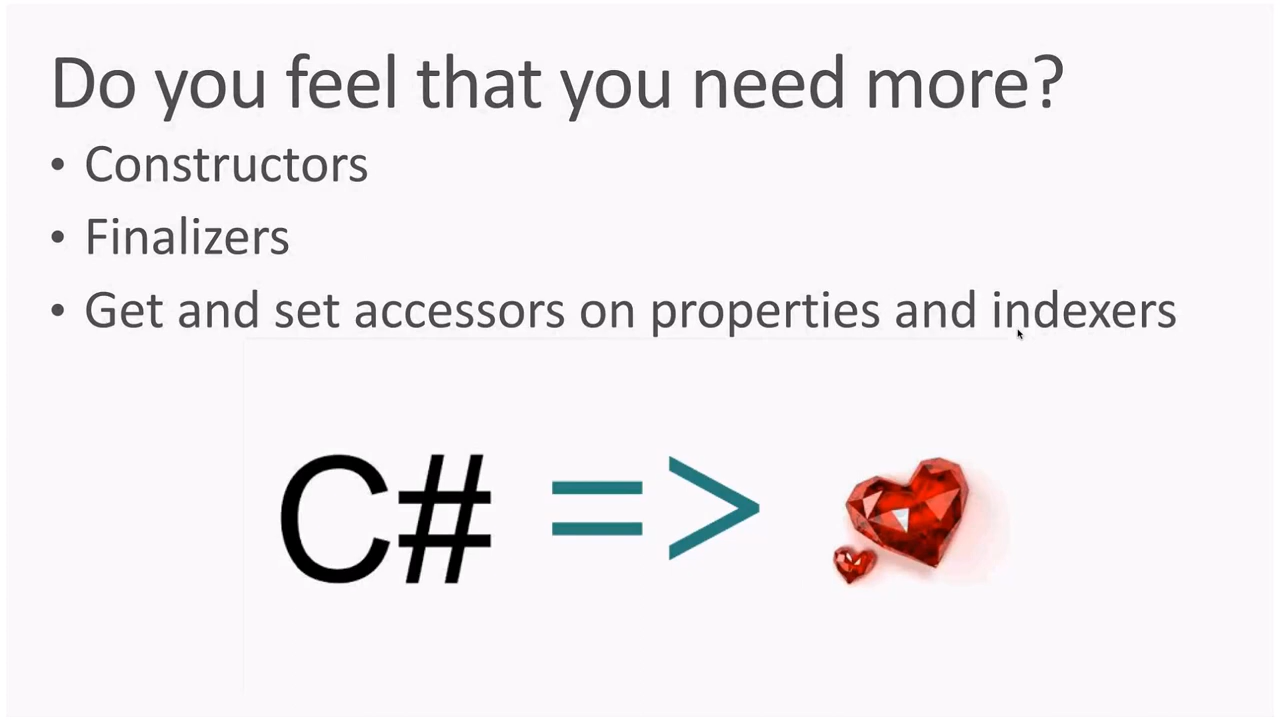 Do you feel that you need more?
• Constructors
• Finalizers
• Get and set accessors on properties and indexers
C# =>